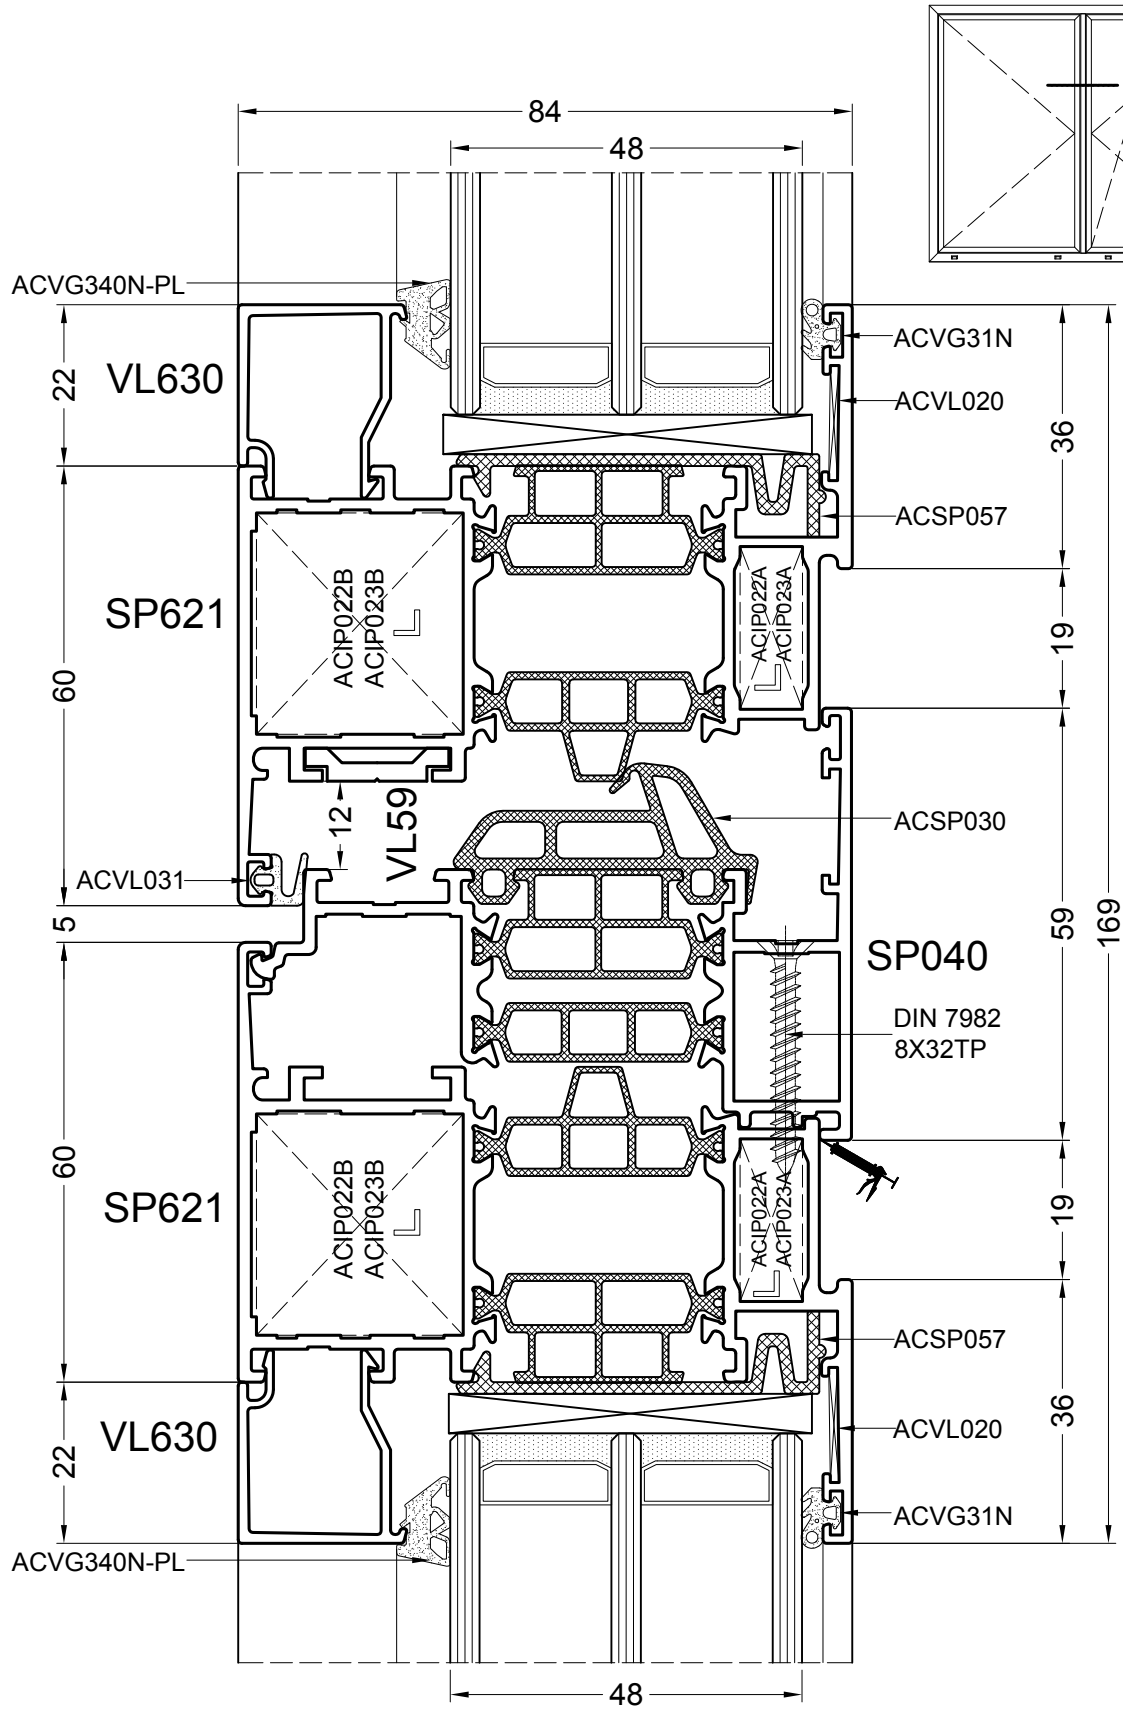 84
48
ACVG340N-PL
22
VL630
ACVG31N
ACVL020
36
ACSP057
SP621
ACIP022B
ACIP023B
ACIP022A
ACIP023A
60
19
169
12
VL59
ACSP030
ACVL031
5
59
SP040
DIN 7982
8X32TP
60
SP621
ACIP022B
ACIP023B
ACIP022A
ACIP023A
19
ACSP057
36
VL630
22
ACVL020
ACVG31N
ACVG340N-PL
48